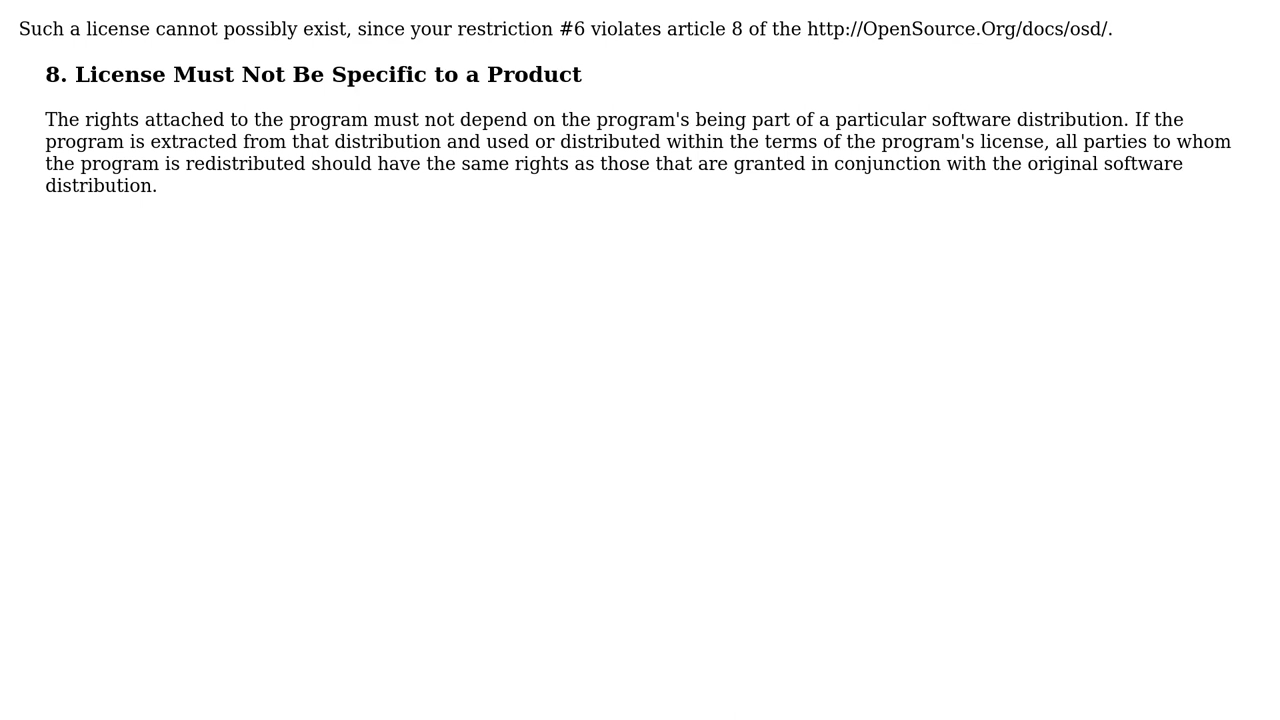 Such a license cannot possibly exist, since your restriction #6 violates article 8 of the http://OpenSource.Org/docs/osd/.
8. License Must Not Be Specific to a Product
The rights attached to the program must not depend on the program's being part of a particular software distribution. If the
program is extracted from that distribution and used or distributed within the terms of the program's license, all parties to whom
the program is redistributed should have the same rights as those that are granted in conjunction with the original software
distribution.